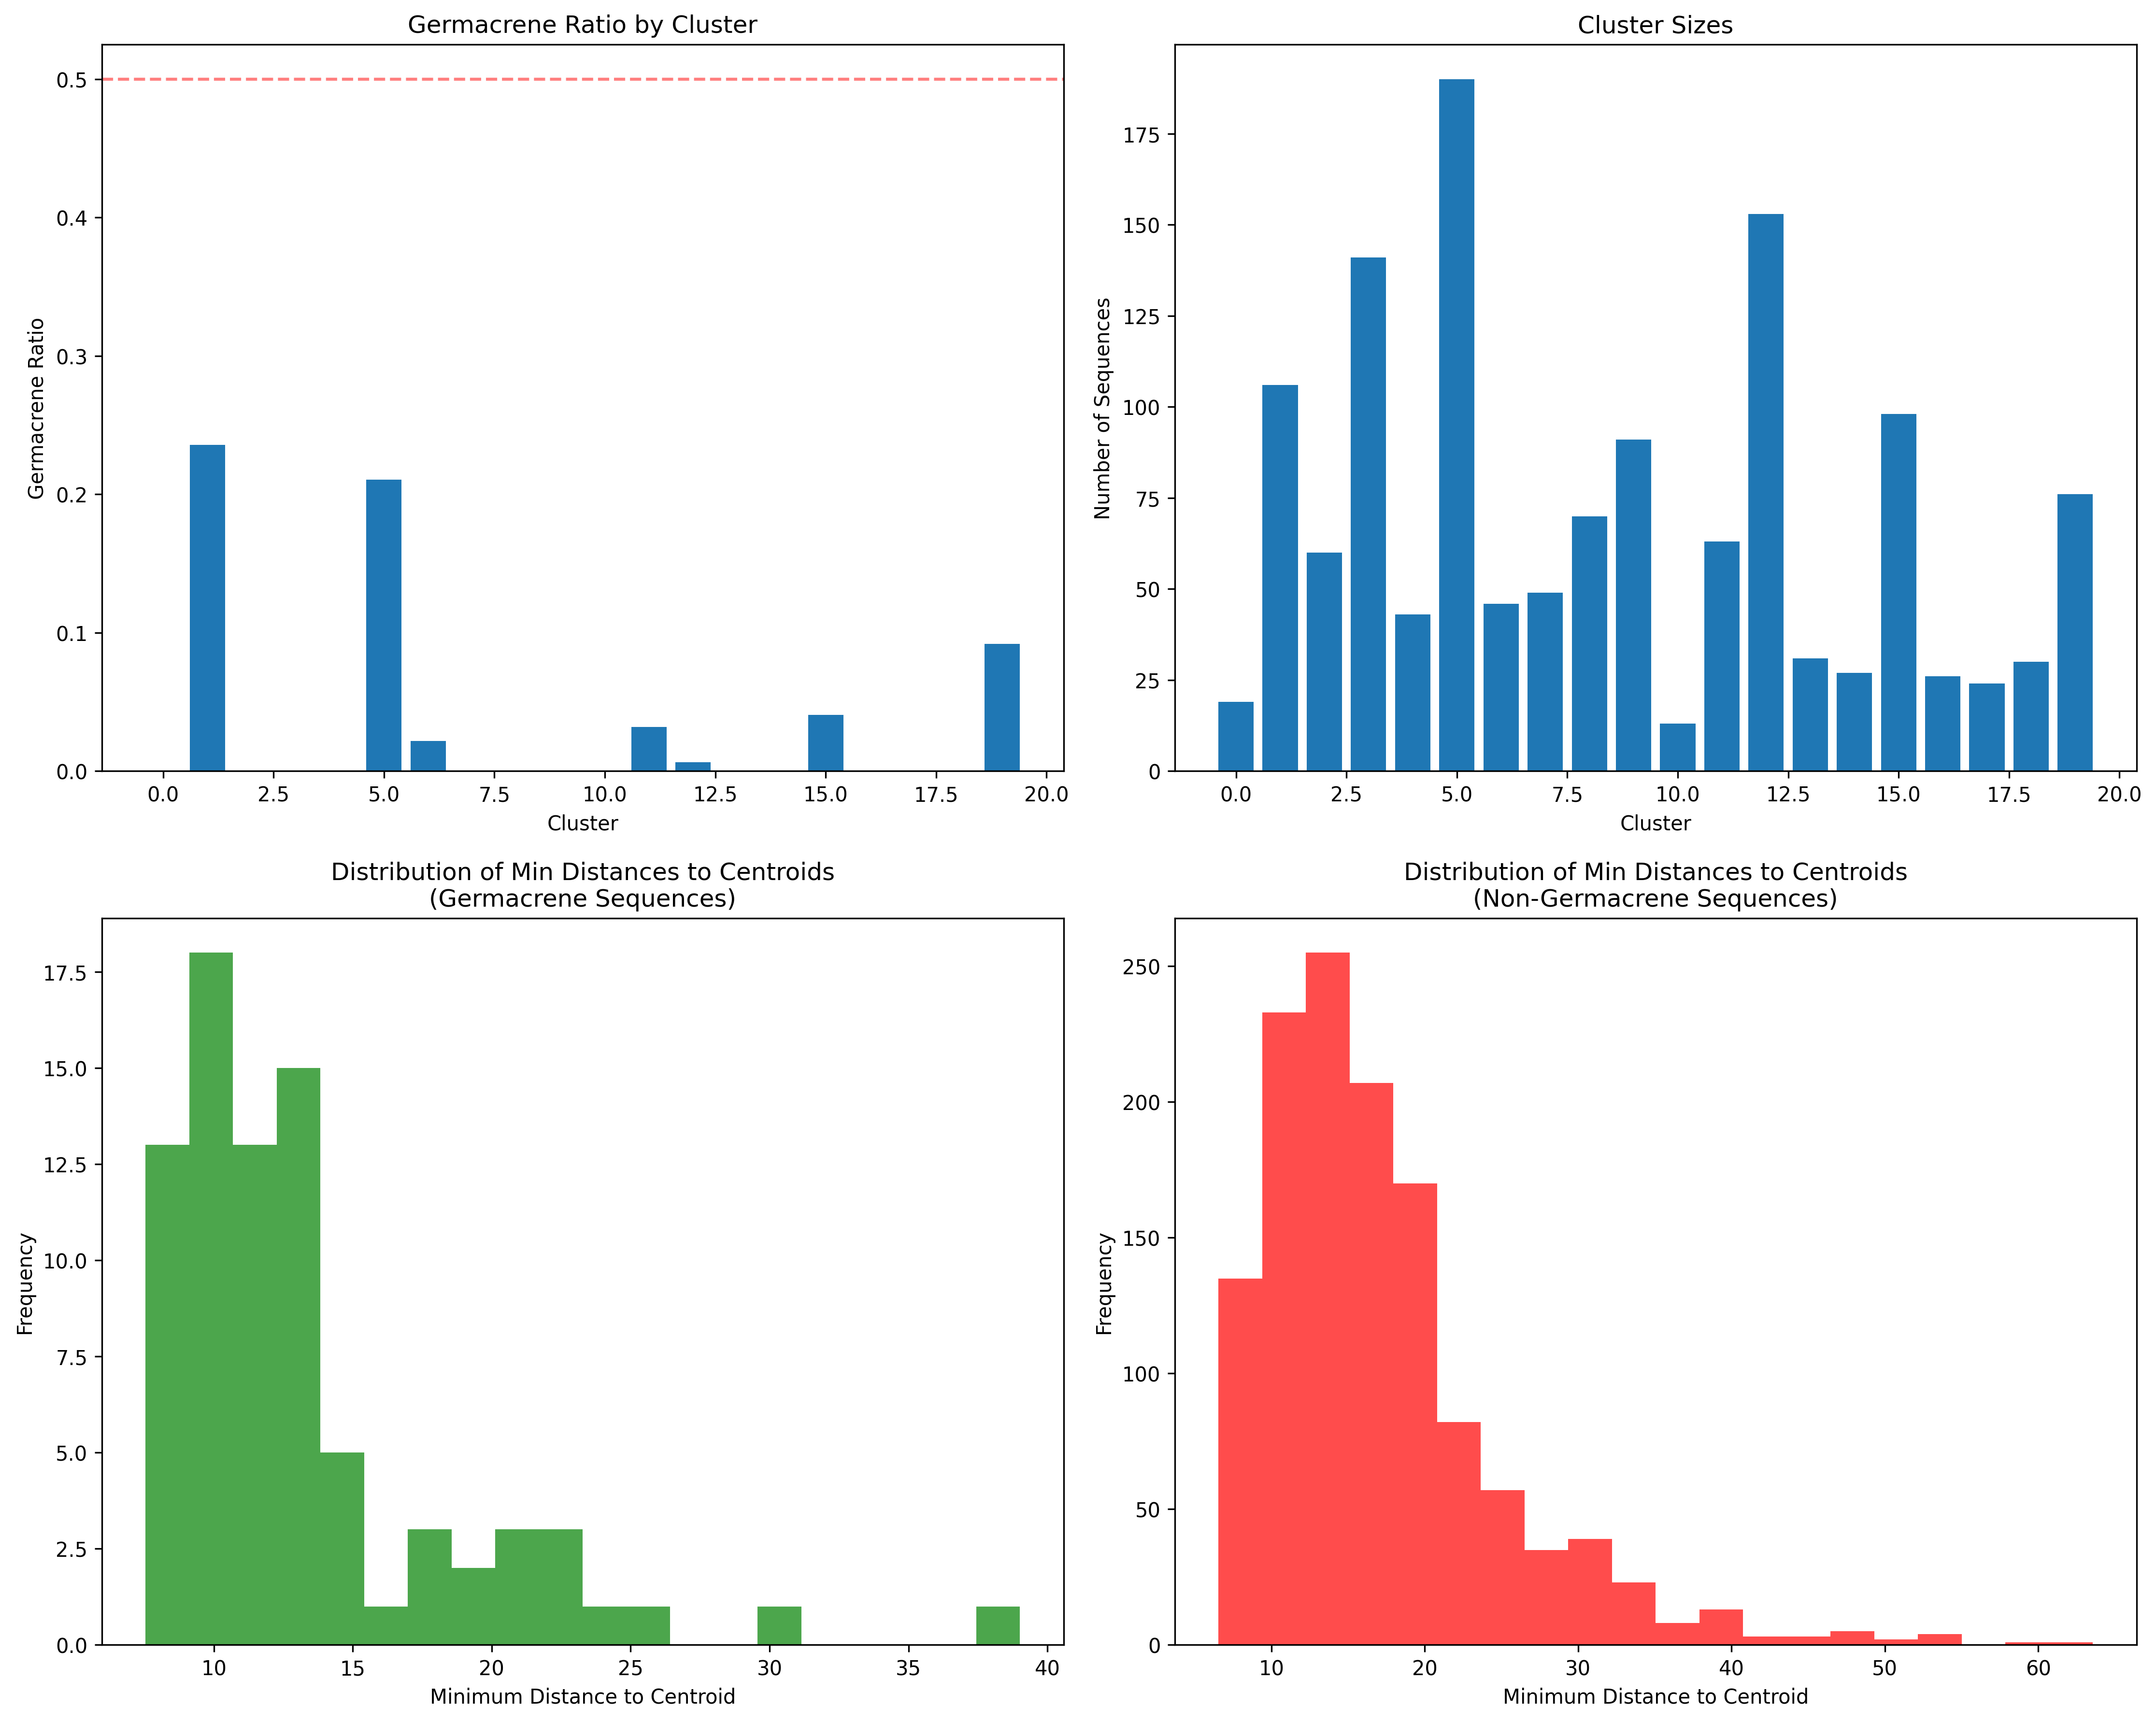 Germacrene Ratio by Cluster
Germacrene Ratio
0.5
0.4
0.3
0.2
0.1
0.0
0.0 2.5 5.0 7.5 10.0 12.5 15.0 17.5 20.0
Cluster
Cluster Sizes
Number of Sequences
175
150
125
100
75
50
25
0
0.0 2.5 5.0 7.5 10.0 12.5 15.0 17.5 20.0
Cluster
Distribution of Min Distances to Centroids
(Germacrene Sequences)
Frequency
17.5
15.0
12.5
10.0
7.5
5.0
2.5
0.0
10 15 20 25 30 35 40
Minimum Distance to Centroid
Distribution of Min Distances to Centroids
(Non-Germacrene Sequences)
Frequency
250
200
150
100
50
0
10 20 30 40 50 60
Minimum Distance to Centroid